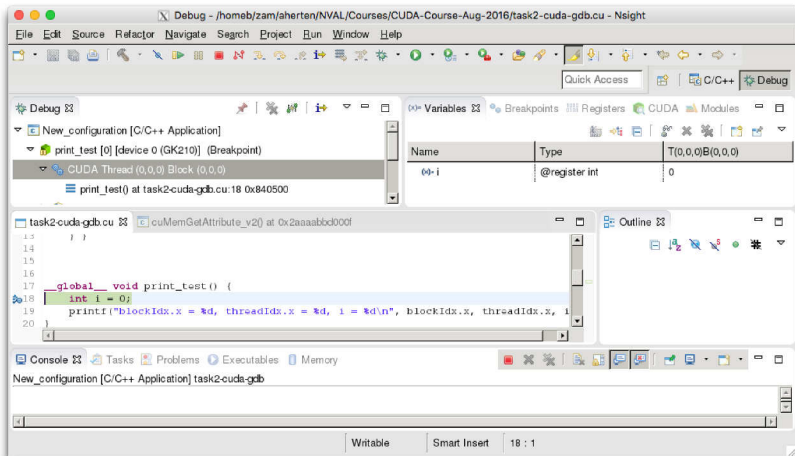 Debug - /homeb/zam/aherten/NVAL/Courses/CUDA-Course-Aug-2016/task2-cuda-gdb.cu - Nsight
File Edit Source Refactor Navigate Search Project Run Window Help
Quick Access C/C++ Debug
Debug
New_configuration [C/C++ Application]
print_test [0] [device 0 (GK210)] (Breakpoint)
CUDA Thread (0,0,0) Block (0,0,0)
print_test() at task2-cuda-gdb.cu:18 0x840500
(x)= Variables Breakpoints Registers CUDA Modules
Name Type T(0,0,0)B(0,0,0)
(x)= i @register int 0
task2-cuda-gdb.cu cuMemGetAttribute_v2() at 0x2aaaabbd000f
13 } }
14
15
16
17 __global__ void print_test() {
18 int i = 0;
19 printf("blockIdx.x = %d, threadIdx.x = %d, i = %d\n", blockIdx.x, threadIdx.x, i
20 }
Outline
Console Tasks Problems Executables Memory
New_configuration [C/C++ Application] task2-cuda-gdb
Writable Smart Insert 18 : 1